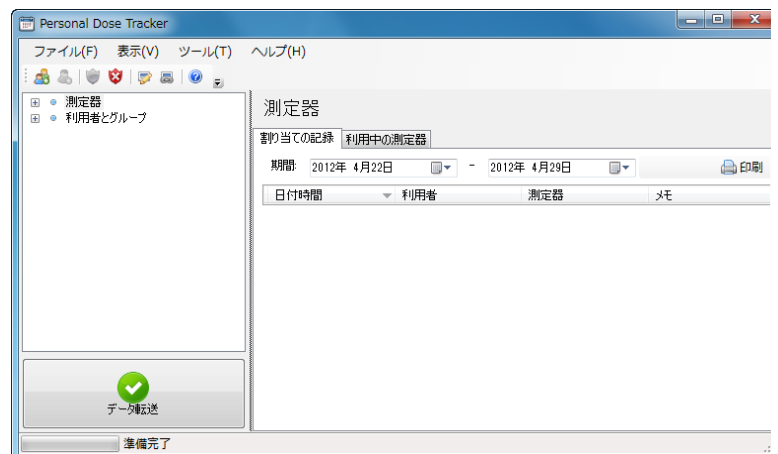 Personal Dose Tracker
ファイル(F) 表示(V) ツール(T) ヘルプ(H)
測定器
利用者とグループ
測定器
割り当ての記録 利用中の測定器
期間: 2012年 4月22日 - 2012年 4月29日 印刷
日付時間 利用者 測定器 メモ
データ転送
準備完了